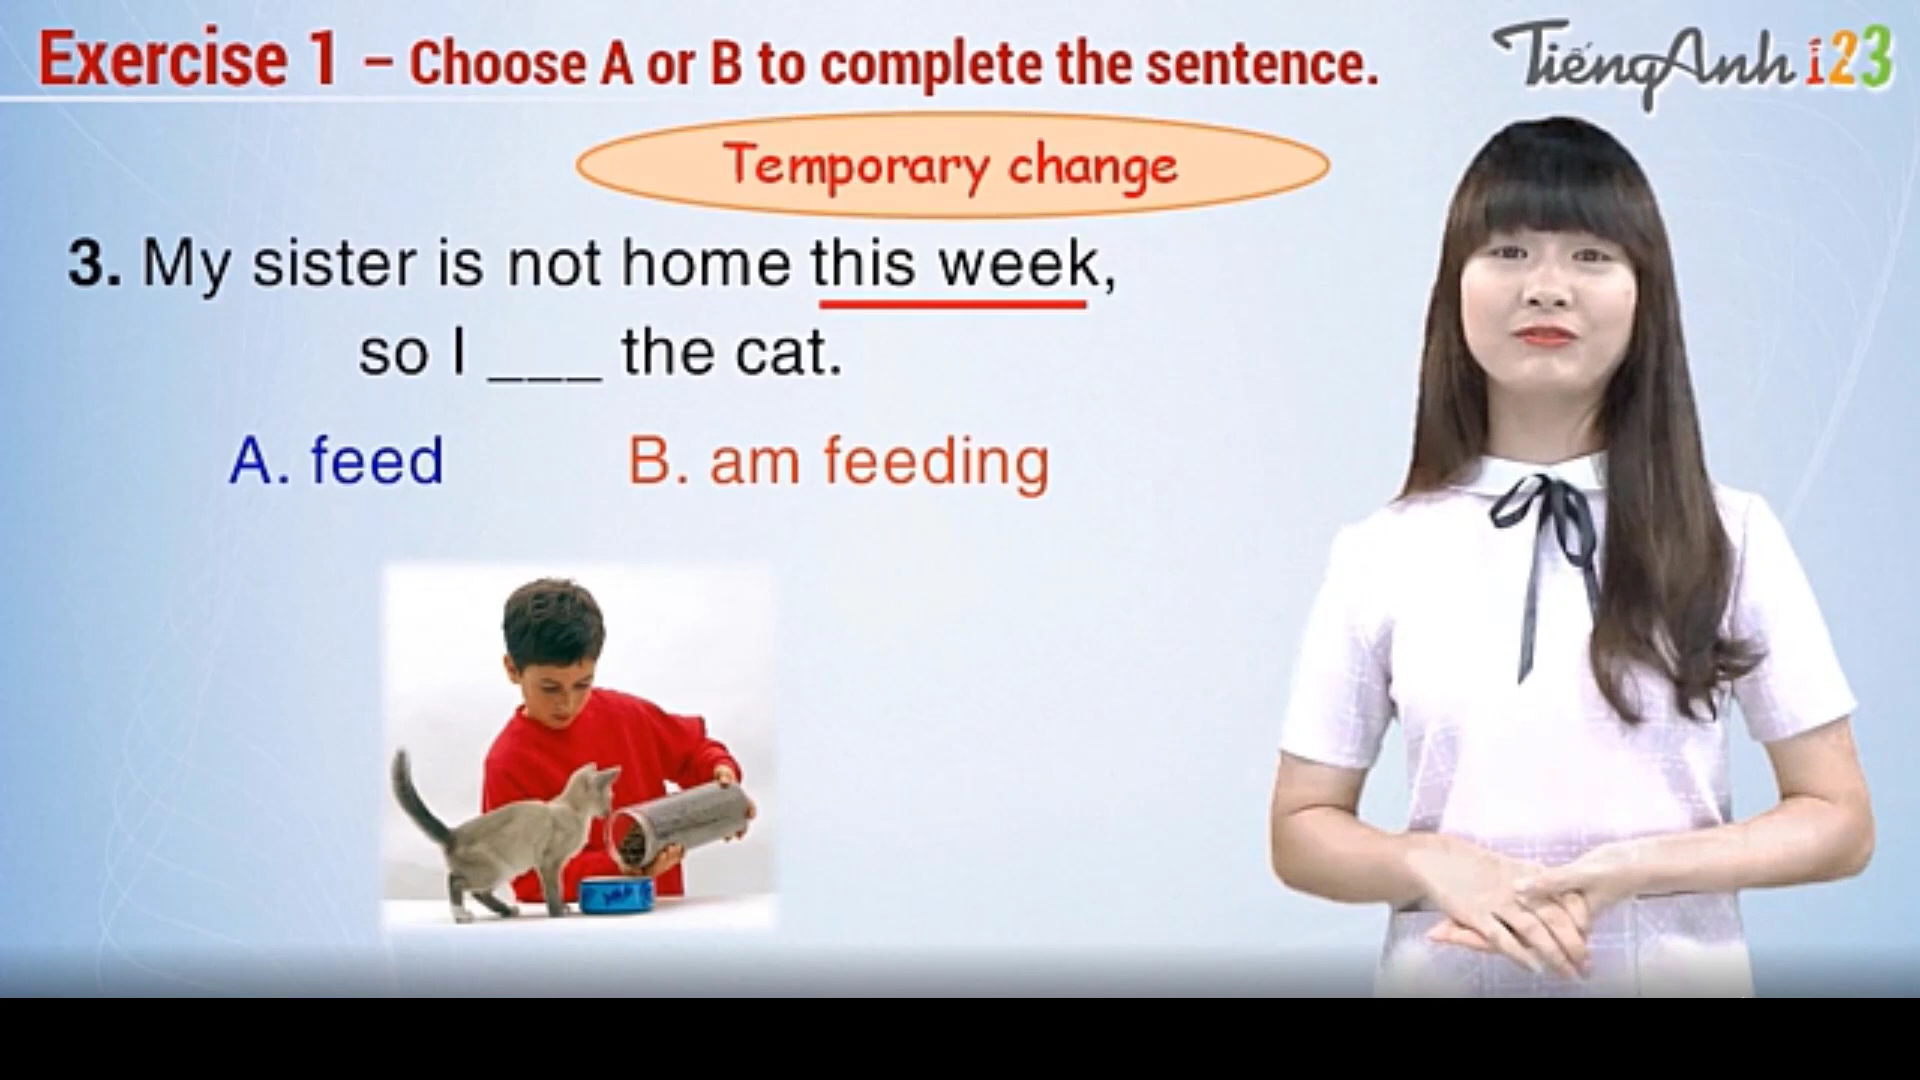 Exercise 1 – Choose A or B to complete the sentence.
TiếngAnh123
Temporary change
3. My sister is not home this week,
so I ___ the cat.
A. feed B. am feeding